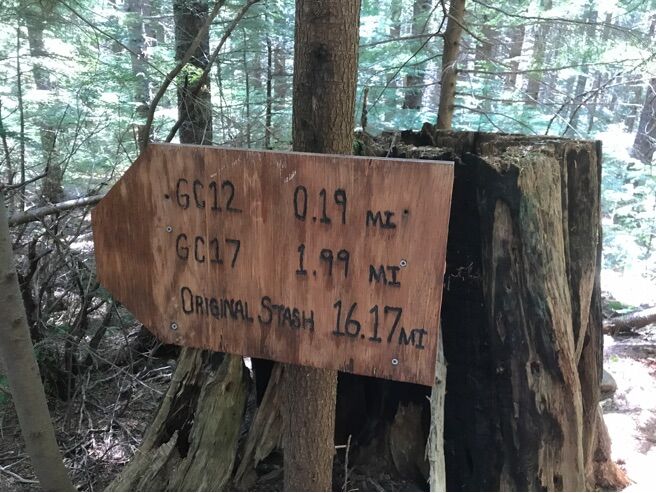 GC12 0.19 MI
GC17 1.99 MI
ORIGINAL STASH 16.17 MI